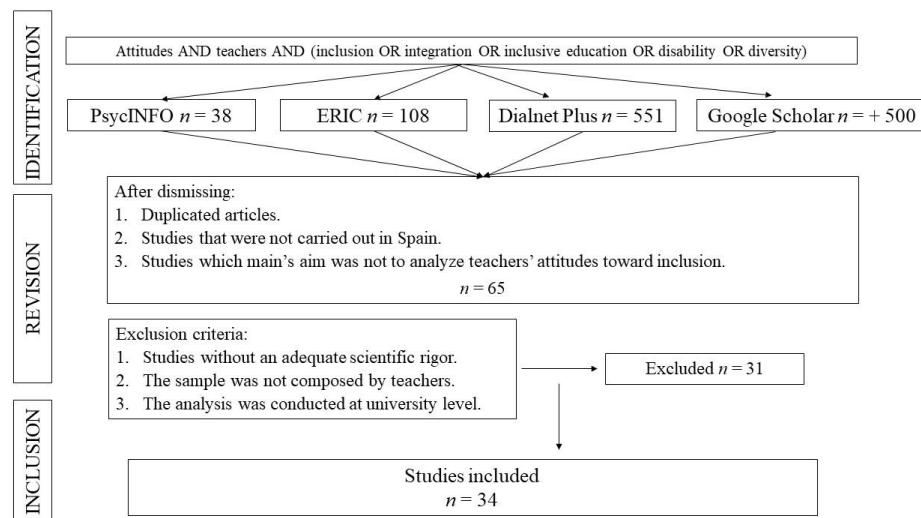 IDENTIFICATION
Attitudes AND teachers AND (inclusion OR integration OR inclusive education OR disability OR diversity)
PsycINFO n = 38
ERIC n = 108
Dialnet Plus n = 551
Google Scholar n = + 500
REVISION
After dismissing:
1. Duplicated articles.
2. Studies that were not carried out in Spain.
3. Studies which main's aim was not to analyze teachers' attitudes toward inclusion.
n = 65
Exclusion criteria:
1. Studies without an adequate scientific rigor.
2. The sample was not composed by teachers.
3. The analysis was conducted at university level.
Excluded n = 31
INCLUSION
Studies included
n = 34